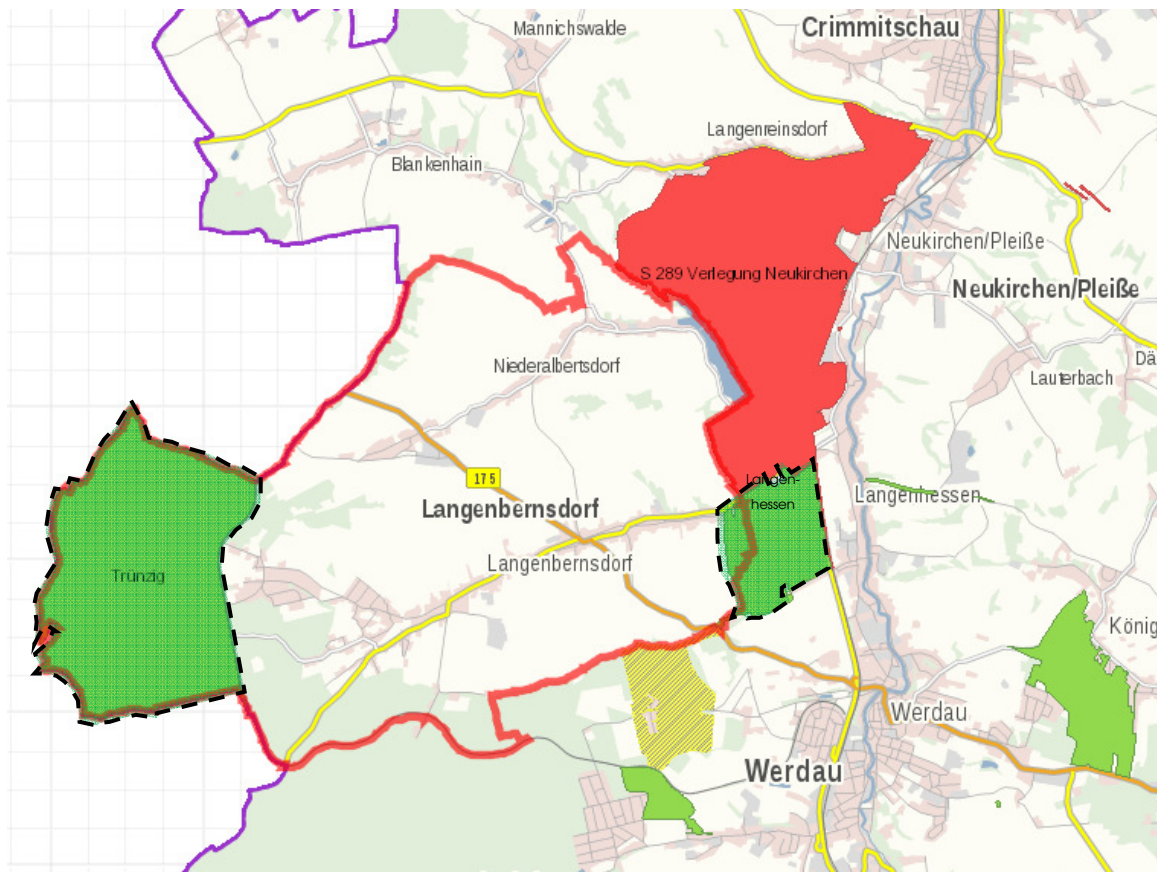 Crimmitschau
Mannichswalde
Langenreinsdorf
Blankenhain
Neukirchen/Pleiße
S 289 Verlegung Neukirchen
Neukirchen/Pleiße
Dä
Niederalbertsdorf
Lauterbach
175
Langen-
hessen
Langenhessen
Langenbernsdorf
Langenbernsdorf
Trünzig
König
Werdau
Werdau